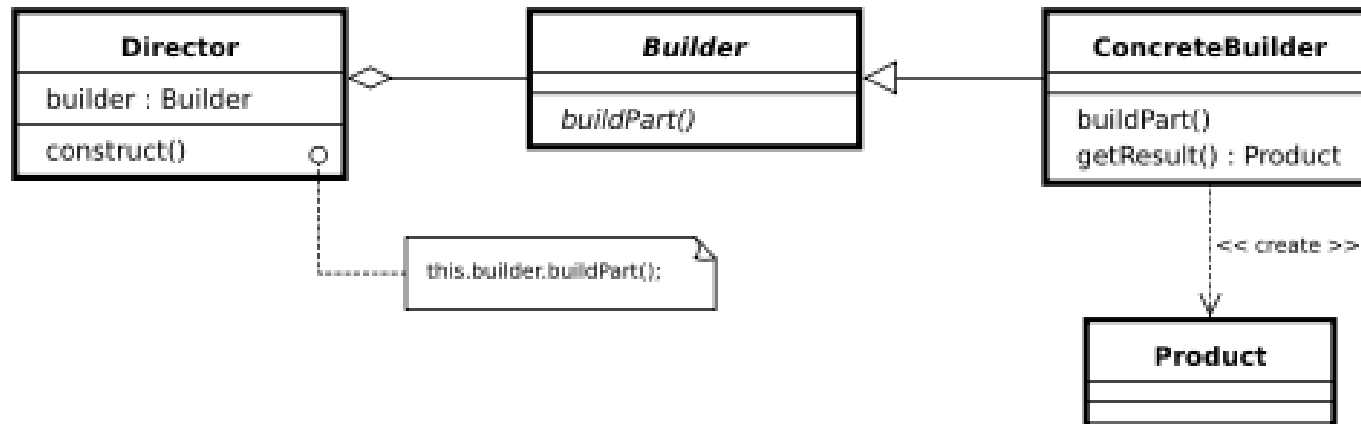 Director
builder : Builder
construct()
Builder
buildPart()
ConcreteBuilder
buildPart()
getResult() : Product
this.builder.buildPart();
<< create >>
Product